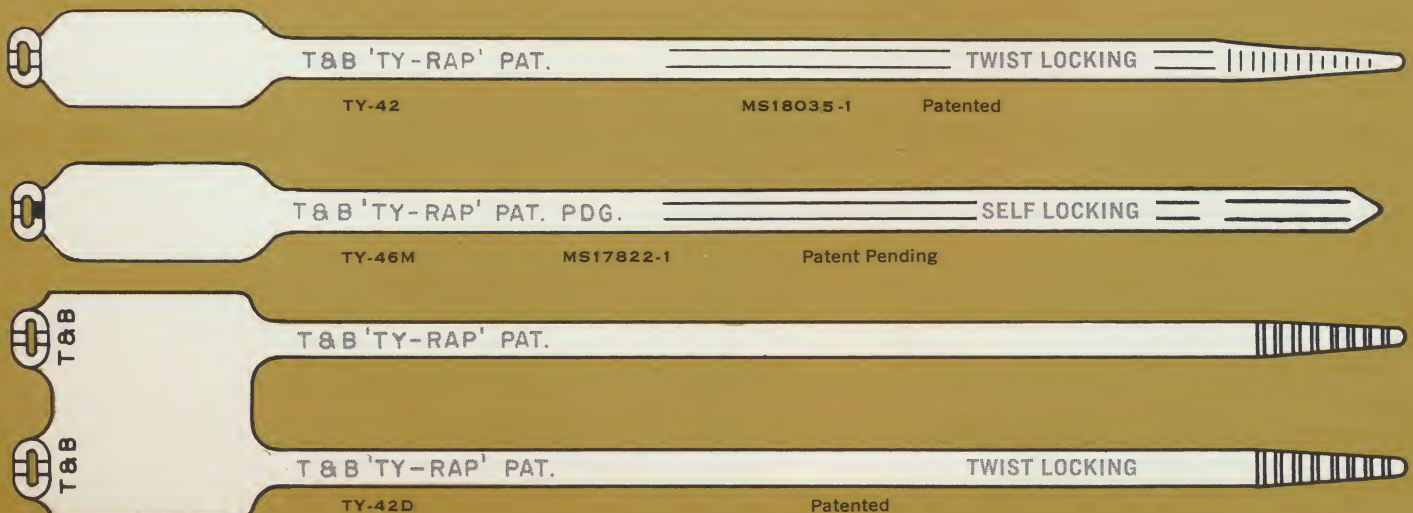 T&B 'TY-RAP' PAT. TWIST LOCKING
TY-42 MS18035-1 Patented
T&B 'TY-RAP' PAT. PDG. SELF LOCKING
TY-46M MS17822-1 Patent Pending
T&B
T&B 'TY-RAP' PAT.
T&B
T&B 'TY-RAP' PAT. TWIST LOCKING
TY-42D Patented